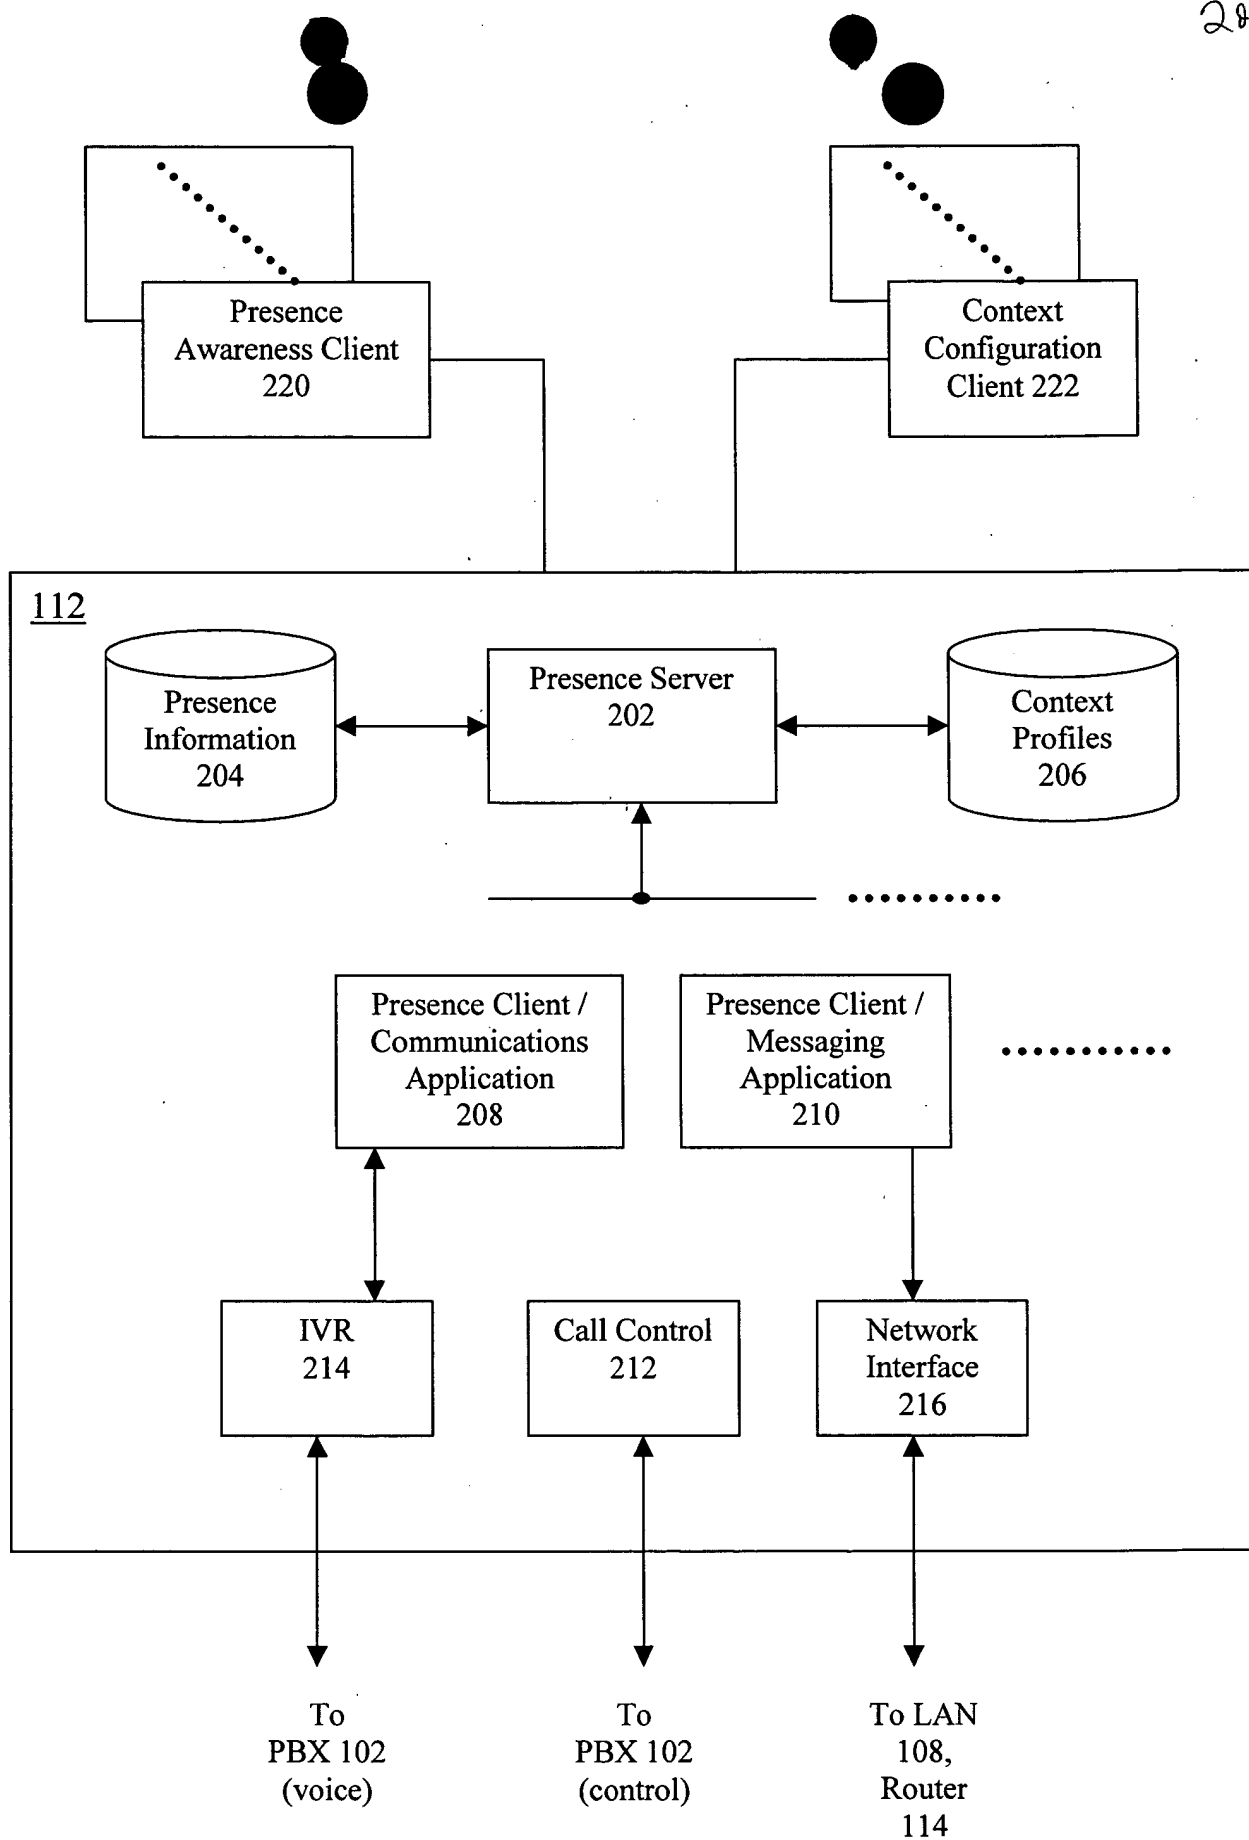 Presence
Awareness Client
220
Context
Configuration
Client 222
112
Presence
Information
204
Presence Server
202
Context
Profiles
206
Presence Client /
Communications
Application
208
Presence Client /
Messaging
Application
210
IVR
214
Call Control
212
Network
Interface
216
To
PBX 102
(voice)
To
PBX 102
(control)
To LAN
108,
Router
114